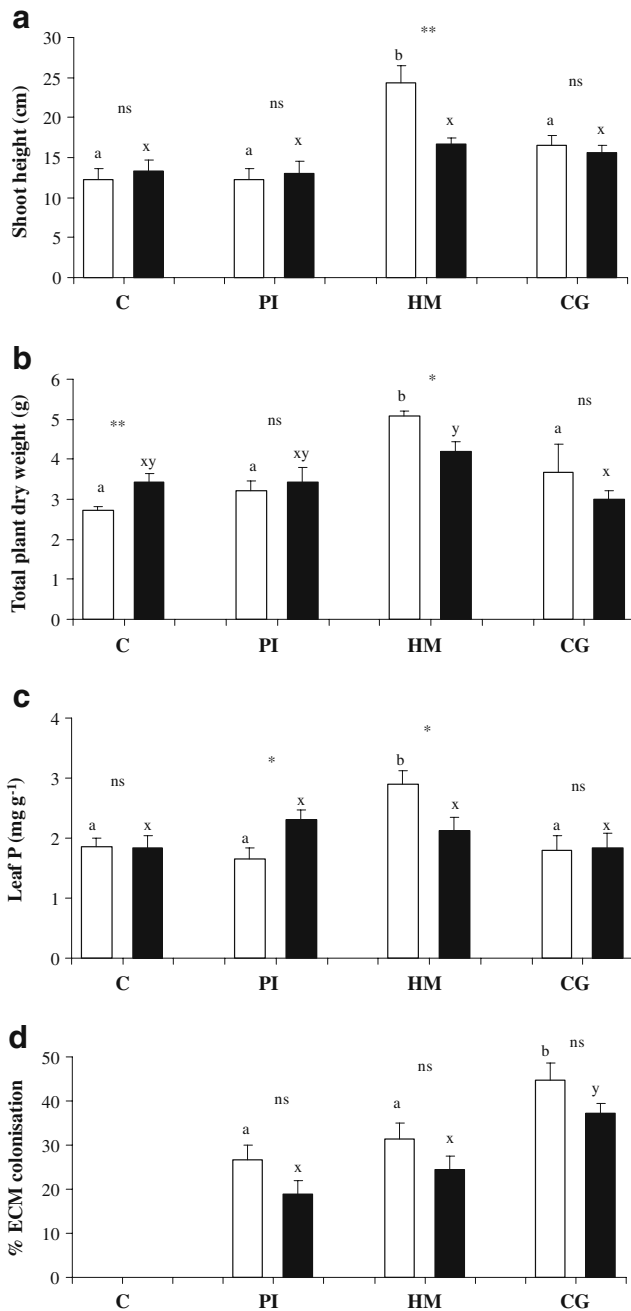 a
**
30
b
25
ns
ns
ns
20
x
a
x
a
x
a
x
15
10
5
0
Shoot height (cm)
C
PI
HM
CG
b
6
*
b
ns
5
**
ns
y
a
xy
xy
4
a
x
a
3
2
1
0
Total plant dry weight (g)
C
PI
HM
CG
c
4
*
*
b
ns
ns
3
x
x
a
x
a
a
x
2
1
0
Leaf P (mg g-1)
C
PI
HM
CG
d
50
b
ns
ns
ns
y
40
a
a
30
x
x
20
10
0
% ECM colonisation
C
PI
HM
CG